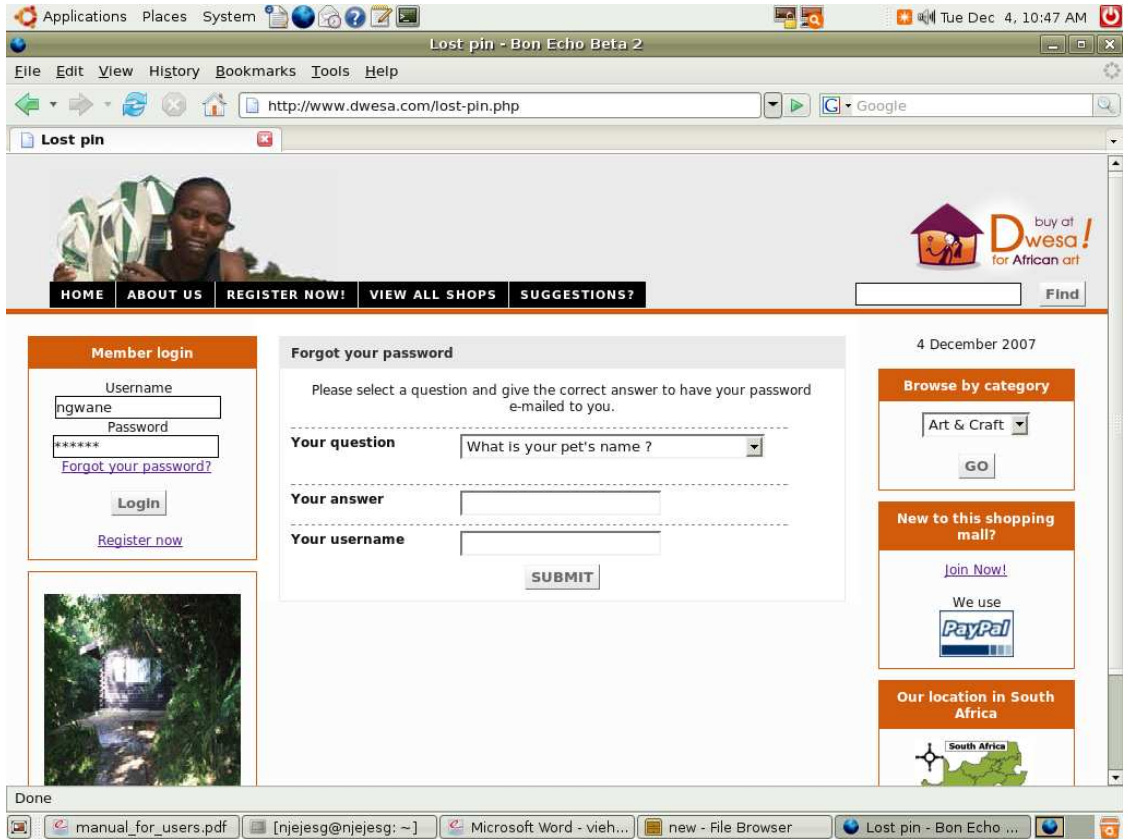 Applications Places System
Tue Dec 4, 10:47 AM
Lost pin - Bon Echo Beta 2
File Edit View History Bookmarks Tools Help
http://www.dwesa.com/lost-pin.php
G Google
Lost pin
buy at
Dwesa!
for African art
HOME ABOUT US REGISTER NOW! VIEW ALL SHOPS SUGGESTIONS?
Find
Member login
Username
ngwane
Password
******
Forgot your password?
Login
Register now
Forgot your password
Please select a question and give the correct answer to have your password
e-mailed to you.
Your question
What is your pet's name ?
Your answer
Your username
SUBMIT
4 December 2007
Browse by category
Art & Craft
GO
New to this shopping
mall?
Join Now!
We use
PayPal
Our location in South
Africa
South Africa
Done
manual_for_users.pdf
[njejesg@njejesg: ~]
Microsoft Word - vieh...
new - File Browser
Lost pin - Bon Echo ...